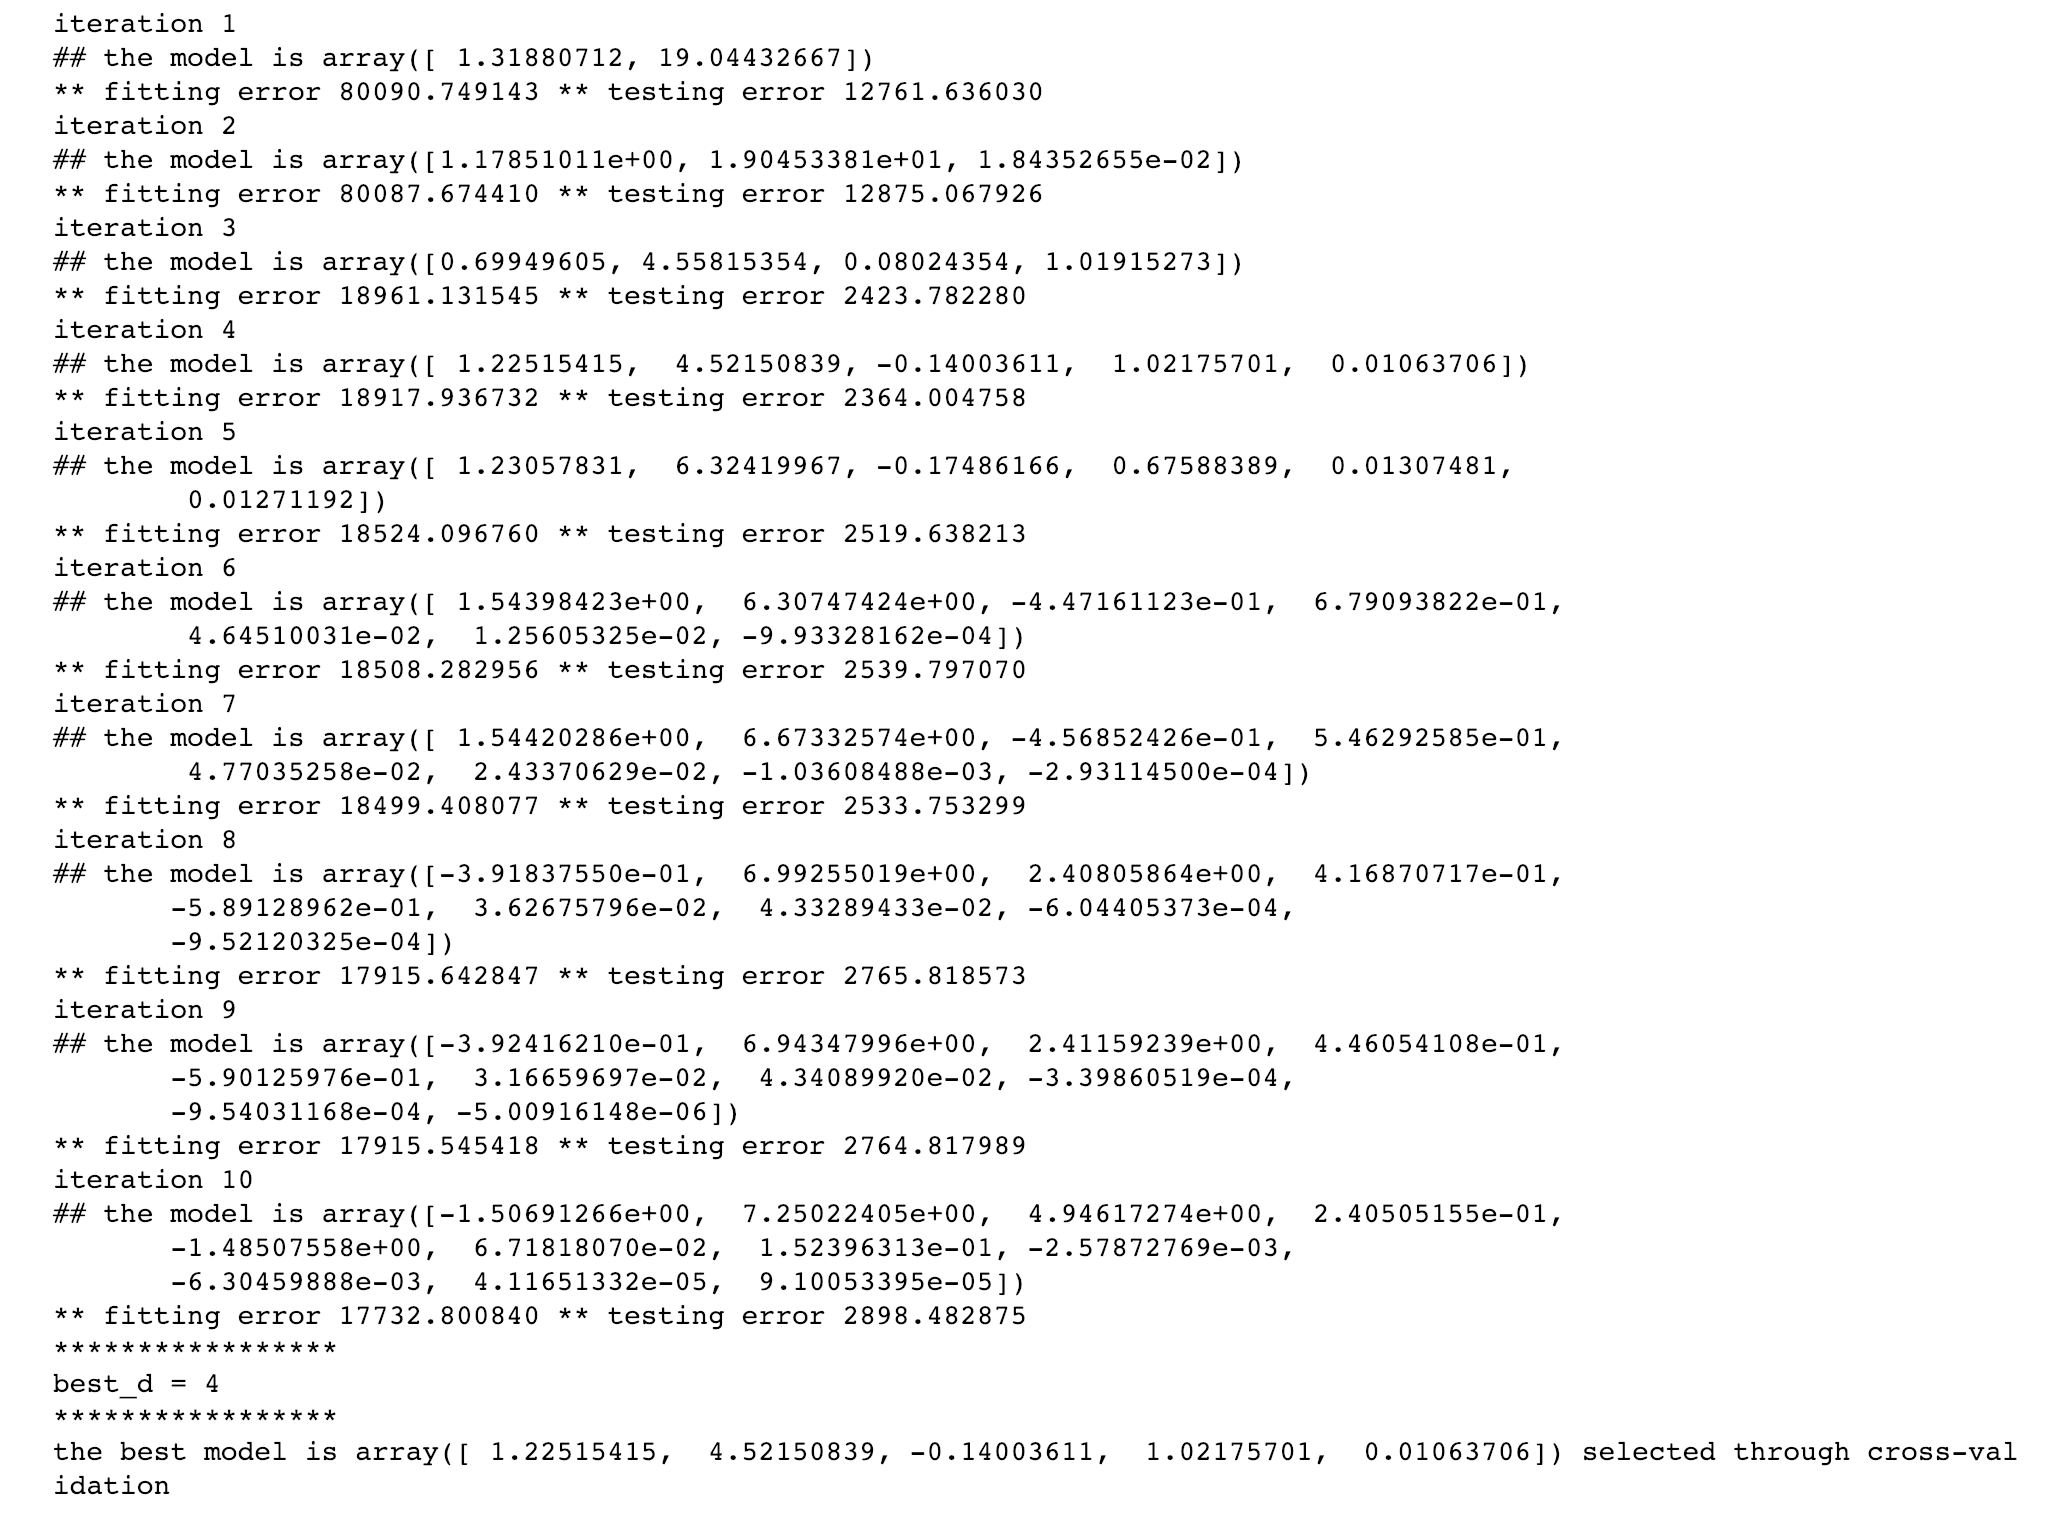 iteration 1
## the model is array([ 1.31880712, 19.04432667])
** fitting error 80090.749143 ** testing error 12761.636030
iteration 2
## the model is array([1.17851011e+00, 1.90453381e+01, 1.84352655e-02])
** fitting error 80087.674410 ** testing error 12875.067926
iteration 3
## the model is array([0.69949605, 4.55815354, 0.08024354, 1.01915273])
** fitting error 18961.131545 ** testing error 2423.782280
iteration 4
## the model is array([ 1.22515415,  4.52150839, -0.14003611,  1.02175701,  0.01063706])
** fitting error 18917.936732 ** testing error 2364.004758
iteration 5
## the model is array([ 1.23057831,  6.32419967, -0.17486166,  0.67588389,  0.01307481,
        0.01271192])
** fitting error 18524.096760 ** testing error 2519.638213
iteration 6
## the model is array([ 1.54398423e+00,  6.30747424e+00, -4.47161123e-01,  6.79093822e-01,
        4.64510031e-02,  1.25605325e-02, -9.93328162e-04])
** fitting error 18508.282956 ** testing error 2539.797070
iteration 7
## the model is array([ 1.54420286e+00,  6.67332574e+00, -4.56852426e-01,  5.46292585e-01,
        4.77035258e-02,  2.43370629e-02, -1.03608488e-03, -2.93114500e-04])
** fitting error 18499.408077 ** testing error 2533.753299
iteration 8
## the model is array([-3.91837550e-01,  6.99255019e+00,  2.40805864e+00,  4.16870717e-01,
       -5.89128962e-01,  3.62675796e-02,  4.33289433e-02, -6.04405373e-04,
       -9.52120325e-04])
** fitting error 17915.642847 ** testing error 2765.818573
iteration 9
## the model is array([-3.92416210e-01,  6.94347996e+00,  2.41159239e+00,  4.46054108e-01,
       -5.90125976e-01,  3.16659697e-02,  4.34089920e-02, -3.39860519e-04,
       -9.54031168e-04, -5.00916148e-06])
** fitting error 17915.545418 ** testing error 2764.817989
iteration 10
## the model is array([-1.50691266e+00,  7.25022405e+00,  4.94617274e+00,  2.40505155e-01,
       -1.48507558e+00,  6.71818070e-02,  1.52396313e-01, -2.57872769e-03,
       -6.30459888e-03,  4.11651332e-05,  9.10053395e-05])
** fitting error 17732.800840 ** testing error 2898.482875
*****************
best_d = 4
*****************
the best model is array([ 1.22515415,  4.52150839, -0.14003611,  1.02175701,  0.01063706]) selected through cross-val
idation